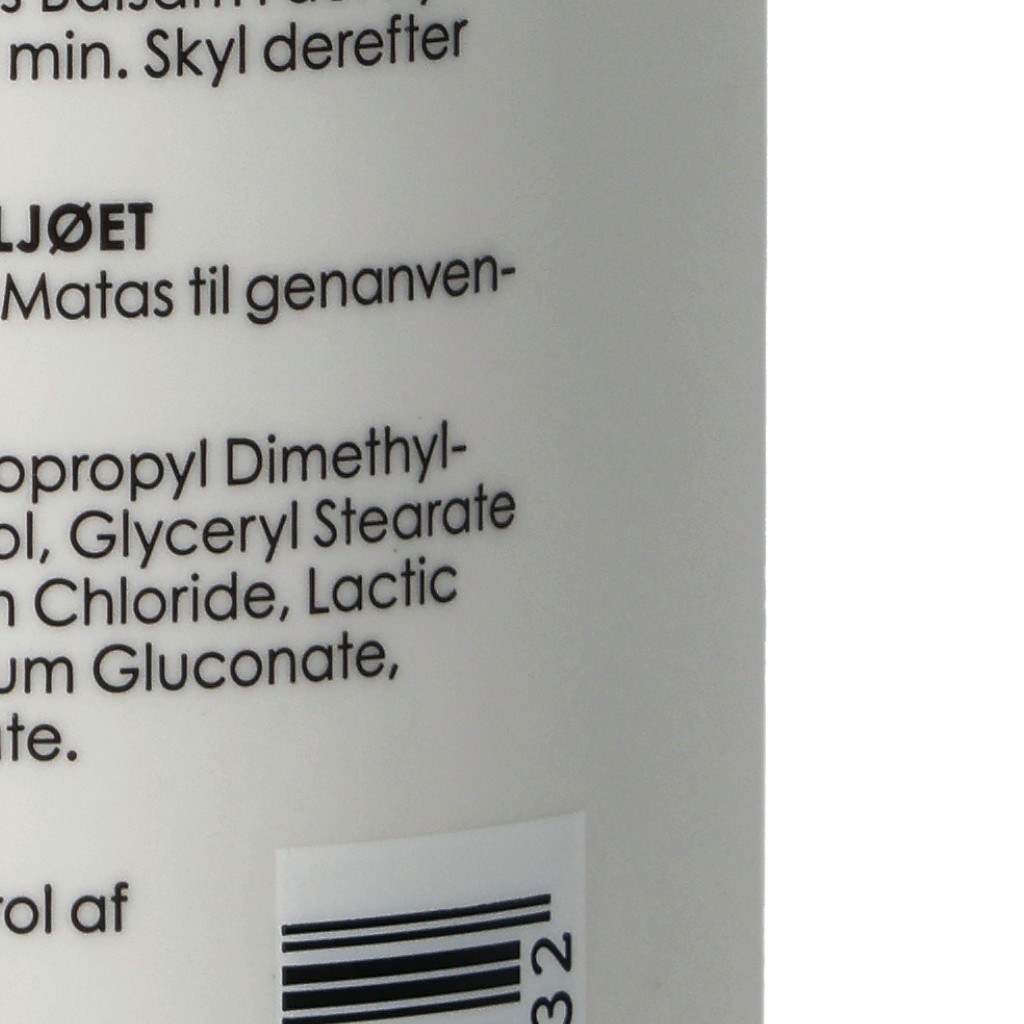 min. Skyl derefter
LJØET
Matas til genanven-
opropyl Dimethyl-
ol, Glyceryl Stearate
n Chloride, Lactic
um Gluconate,
te.
rol af
32